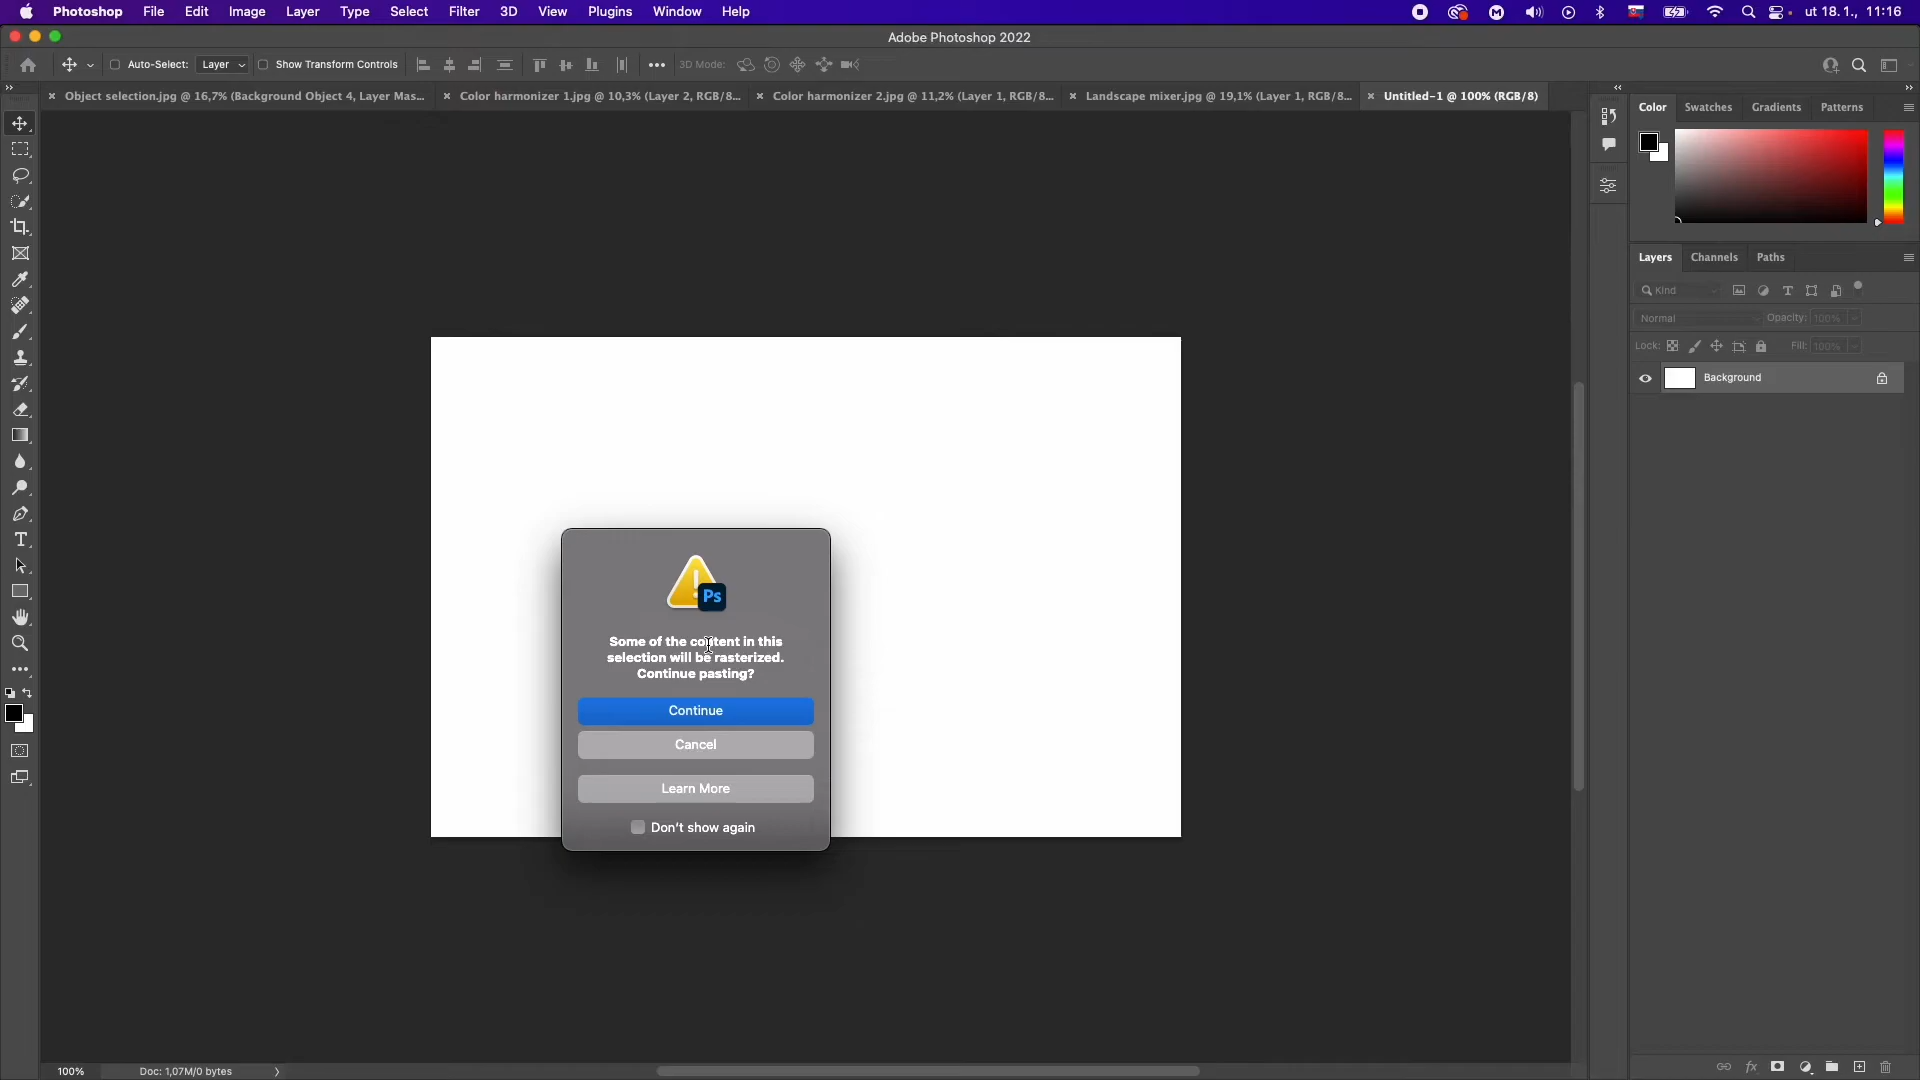 Photoshop File Edit Image Layer Type Select Filter 3D View Plugins Window Help ut 18.1., 11:16
Adobe Photoshop 2022
Auto-Select: Layer Show Transform Controls 3D Mode:
Object selection.jpg @ 16,7% (Background Object 4, Layer Mas... Color harmonizer 1.jpg @ 10,3% (Layer 2, RGB/8... Color harmonizer 2.jpg @ 11,2% (Layer 1, RGB/8... Landscape mixer.jpg @ 19,1% (Layer 1, RGB/8... Untitled-1 @ 100% (RGB/8)
Color Swatches Gradients Patterns
Layers Channels Paths
Kind
Normal Opacity: 100%
Lock: Fill: 100%
Background
Ps
Some of the content in this
selection will be rasterized.
Continue pasting?
Continue
Cancel
Learn More
Don't show again
100% Doc: 1,07M/0 bytes